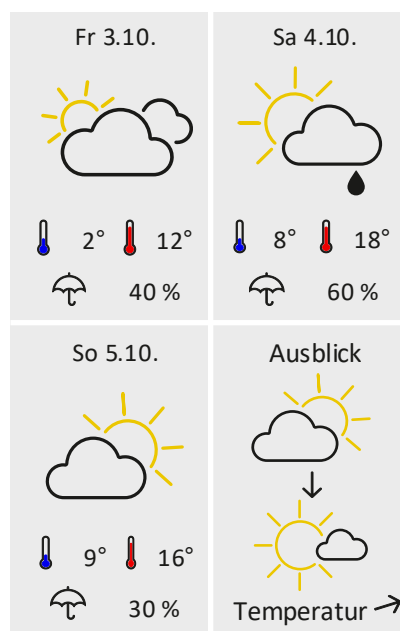 Fr 3.10.
2° 12°
40 %
Sa 4.10.
8° 18°
60 %
So 5.10.
9° 16°
30 %
Ausblick
Temperatur